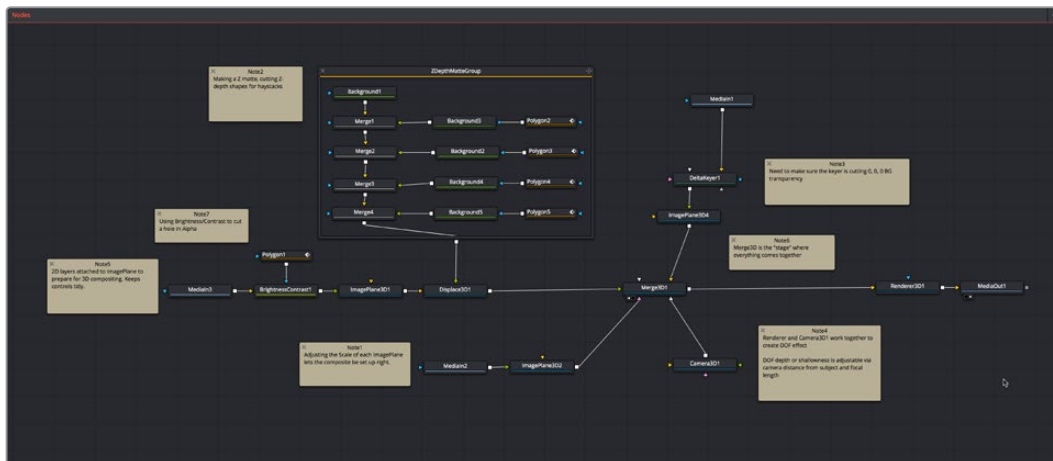 Nodes
Note2
Making a Z matte, cutting Z-
depth shapes for haystacks
ZDepthMatteGroup
Background1
Merge1
Background3
Polygon2
Merge2
Background2
Polygon3
Merge3
Background4
Polygon4
Merge4
Background5
Polygon5
MediaIn1
DeltaKeyer1
Note3
Need to make sure the keyer is cutting 0, 0, 0 BG
transparency
ImagePlane3D4
Note7
Using Brightness/Contrast to cut
a hole in Alpha
Note6
Merge3D is the "stage" where
everything comes together
Note5
2D layers attached to ImagePlane to
prepare for 3D compositing. Keeps
controls tidy.
Polygon1
MediaIn3
BrightnessContrast1
ImagePlane3D1
Displace3D1
Merge3D1
Renderer3D1
MediaOut1
Note1
Adjusting the Scale of each ImagePlane
lets the composite be set up right.
MediaIn2
ImagePlane3D2
Camera3D1
Note4
Renderer and Camera3D1 work together to
create DOF effect
DOF depth or shallowness is adjustable via
camera distance from subject and focal
length